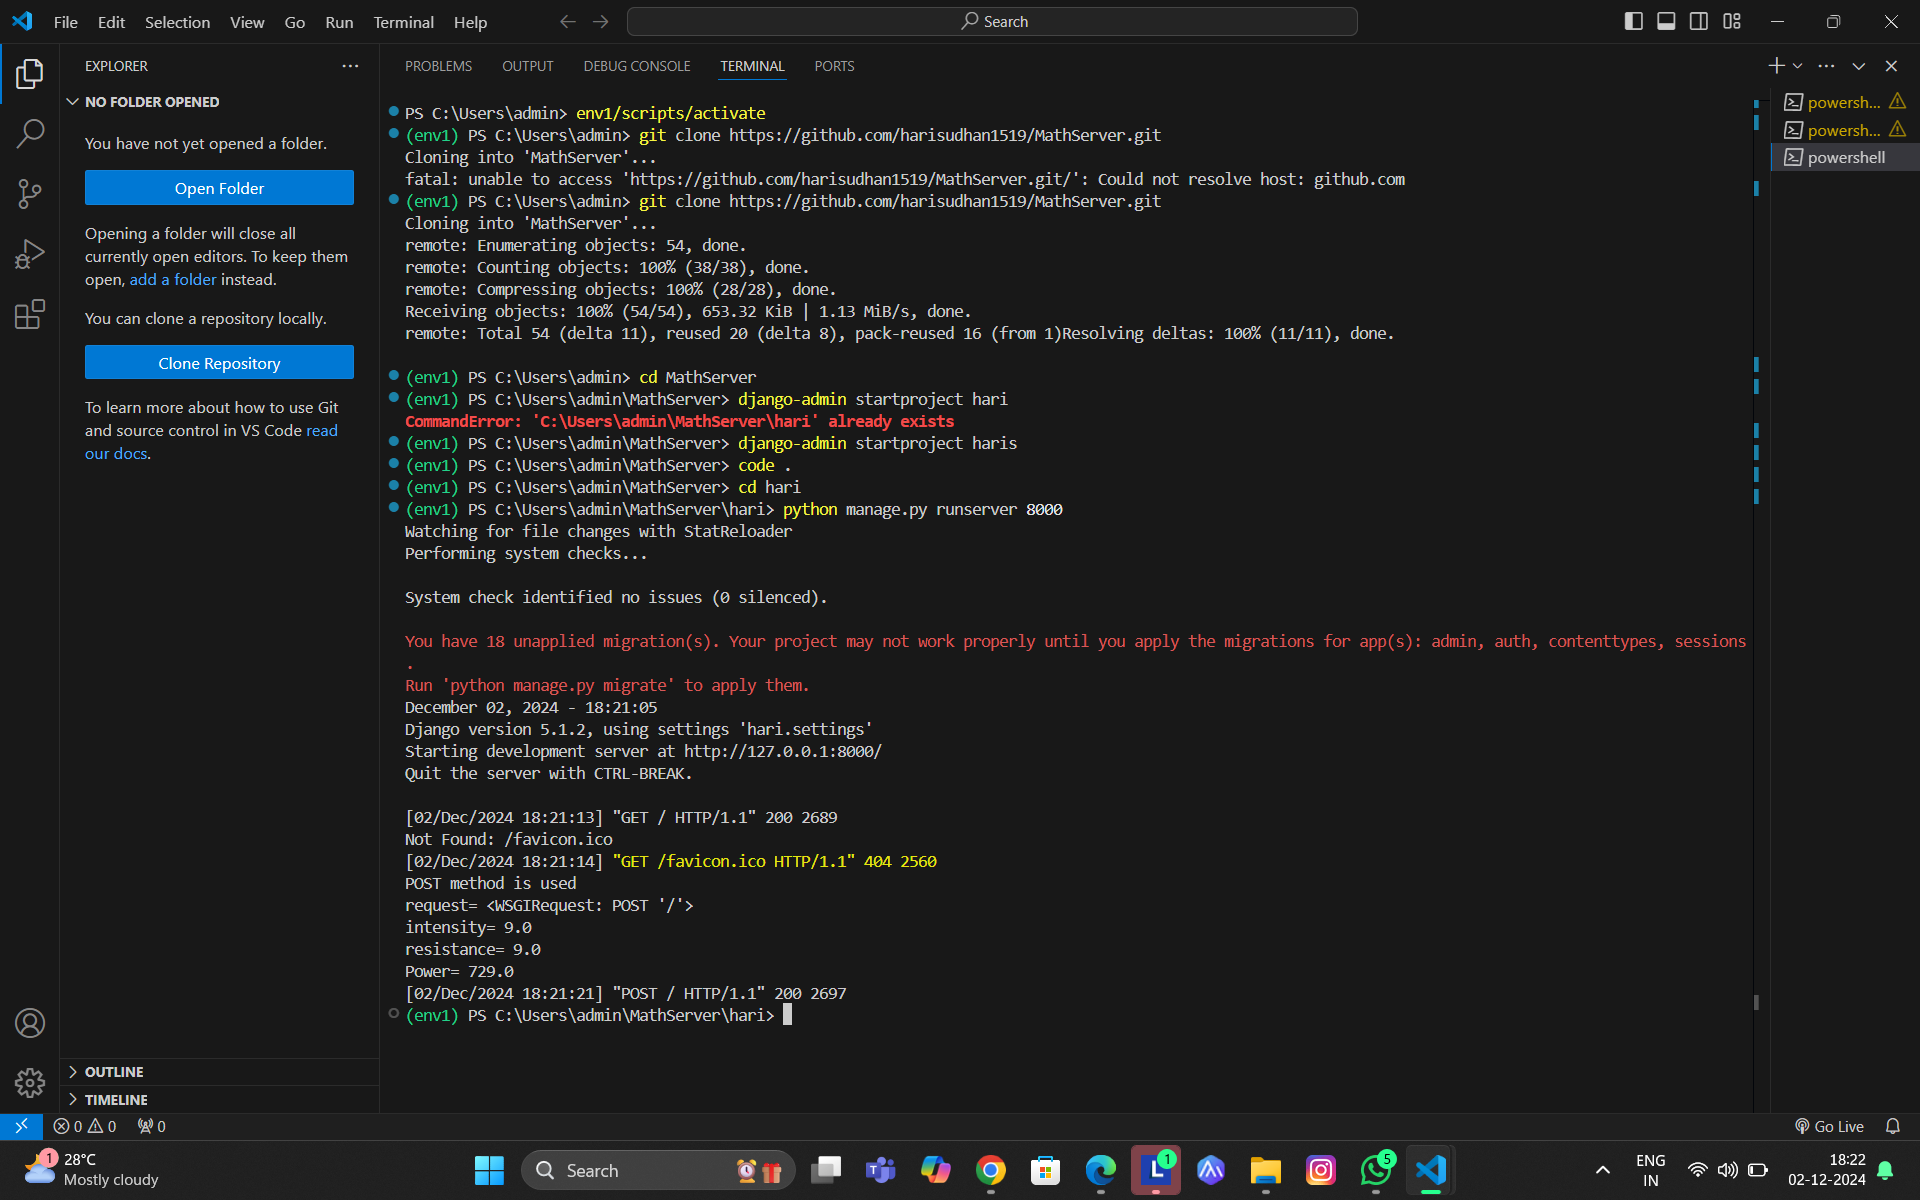 File Edit Selection View Go Run Terminal Help
Search
EXPLORER
NO FOLDER OPENED
You have not yet opened a folder.
Open Folder
Opening a folder will close all
currently open editors. To keep them
open, add a folder instead.
You can clone a repository locally.
Clone Repository
To learn more about how to use Git
and source control in VS Code read
our docs.
OUTLINE
TIMELINE
PROBLEMS OUTPUT DEBUG CONSOLE TERMINAL PORTS
PS C:\Users\admin> env1/scripts/activate
(env1) PS C:\Users\admin> git clone https://github.com/harisudhan1519/MathServer.git
Cloning into 'MathServer'...
fatal: unable to access 'https://github.com/harisudhan1519/MathServer.git/': Could not resolve host: github.com
(env1) PS C:\Users\admin> git clone https://github.com/harisudhan1519/MathServer.git
Cloning into 'MathServer'...
remote: Enumerating objects: 54, done.
remote: Counting objects: 100% (38/38), done.
remote: Compressing objects: 100% (28/28), done.
Receiving objects: 100% (54/54), 653.32 KiB | 1.13 MiB/s, done.
remote: Total 54 (delta 11), reused 20 (delta 8), pack-reused 16 (from 1)Resolving deltas: 100% (11/11), done.
(env1) PS C:\Users\admin> cd MathServer
(env1) PS C:\Users\admin\MathServer> django-admin startproject hari
CommandError: 'C:\Users\admin\MathServer\hari' already exists
(env1) PS C:\Users\admin\MathServer> django-admin startproject haris
(env1) PS C:\Users\admin\MathServer> code .
(env1) PS C:\Users\admin\MathServer> cd hari
(env1) PS C:\Users\admin\MathServer\hari> python manage.py runserver 8000
Watching for file changes with StatReloader
Performing system checks...
System check identified no issues (0 silenced).
You have 18 unapplied migration(s). Your project may not work properly until you apply the migrations for app(s): admin, auth, contenttypes, sessions
.
Run 'python manage.py migrate' to apply them.
December 02, 2024 - 18:21:05
Django version 5.1.2, using settings 'hari.settings'
Starting development server at http://127.0.0.1:8000/
Quit the server with CTRL-BREAK.
[02/Dec/2024 18:21:13] "GET / HTTP/1.1" 200 2689
Not Found: /favicon.ico
[02/Dec/2024 18:21:14] "GET /favicon.ico HTTP/1.1" 404 2560
POST method is used
request= <WSGIRequest: POST '/'>
intensity= 9.0
resistance= 9.0
Power= 729.0
[02/Dec/2024 18:21:21] "POST / HTTP/1.1" 200 2697
(env1) PS C:\Users\admin\MathServer\hari>
powersh...
powersh...
powershell
0 0 0
Go Live
1
28°C
Mostly cloudy
Search
1
5
ENG
IN
18:22
02-12-2024